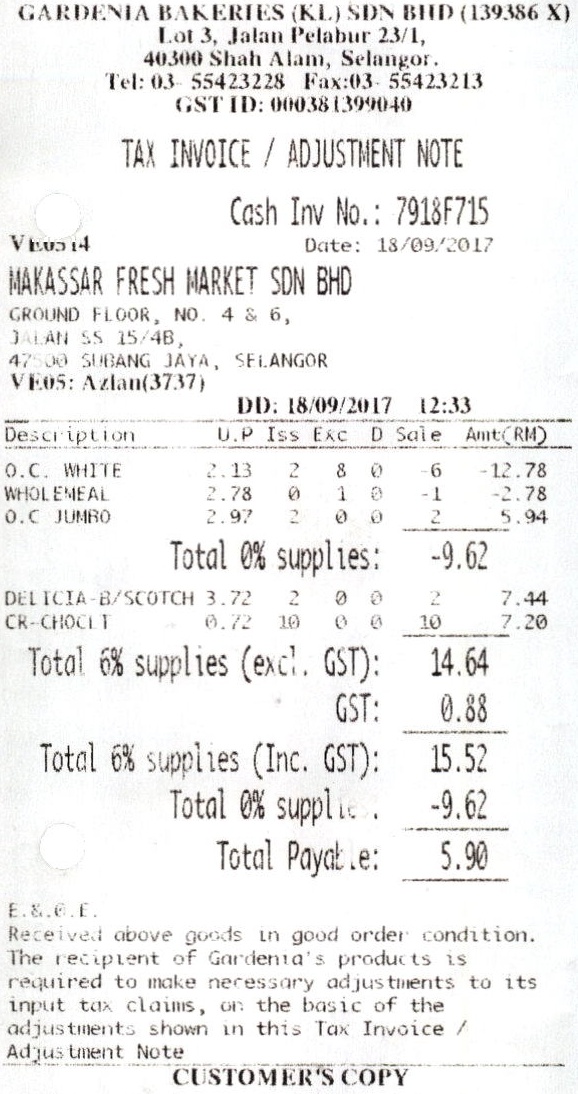 GARDENIA BAKERIES (KL) SDN BHD (139386 X)
Lot 3, Jalan Pelabur 23/1,
40300 Shah Alam, Selangor.
Tel: 03- 55423228 Fax:03- 55423213
GST ID: 000381399040
TAX INVOICE / ADJUSTMENT NOTE
Cash Inv No.: 7918F715
VE0514 Date: 18/09/2017
MAKASSAR FRESH MARKET SDN BHD
GROUND FLOOR, NO. 4 & 6,
JALAN SS 15/4B,
47500 SUBANG JAYA, SELANGOR
VE05: Azlan(3737)
DD: 18/09/2017 12:33
Description U.P Iss Exc D Sale Amt(RM)
O.C. WHITE 2.13 2 8 0 -6 -12.78
WHOLEMEAL 2.78 0 1 0 -1 -2.78
O.C JUMBO 2.97 2 0 0 2 5.94
Total 0% supplies: -9.62
DELICIA-B/SCOTCH 3.72 2 0 0 2 7.44
CR-CHOCLT 0.72 10 0 0 10 7.20
Total 6% supplies (excl. GST): 14.64
GST: 0.88
Total 6% supplies (Inc. GST): 15.52
Total 0% supplies: -9.62
Total Payable: 5.90
E.&.O.E.
Received above goods in good order condition.
The recipient of Gardenia's products is
required to make necessary adjustments to its
input tax claims, on the basic of the
adjustments shown in this Tax Invoice /
Adjustment Note
CUSTOMER'S COPY